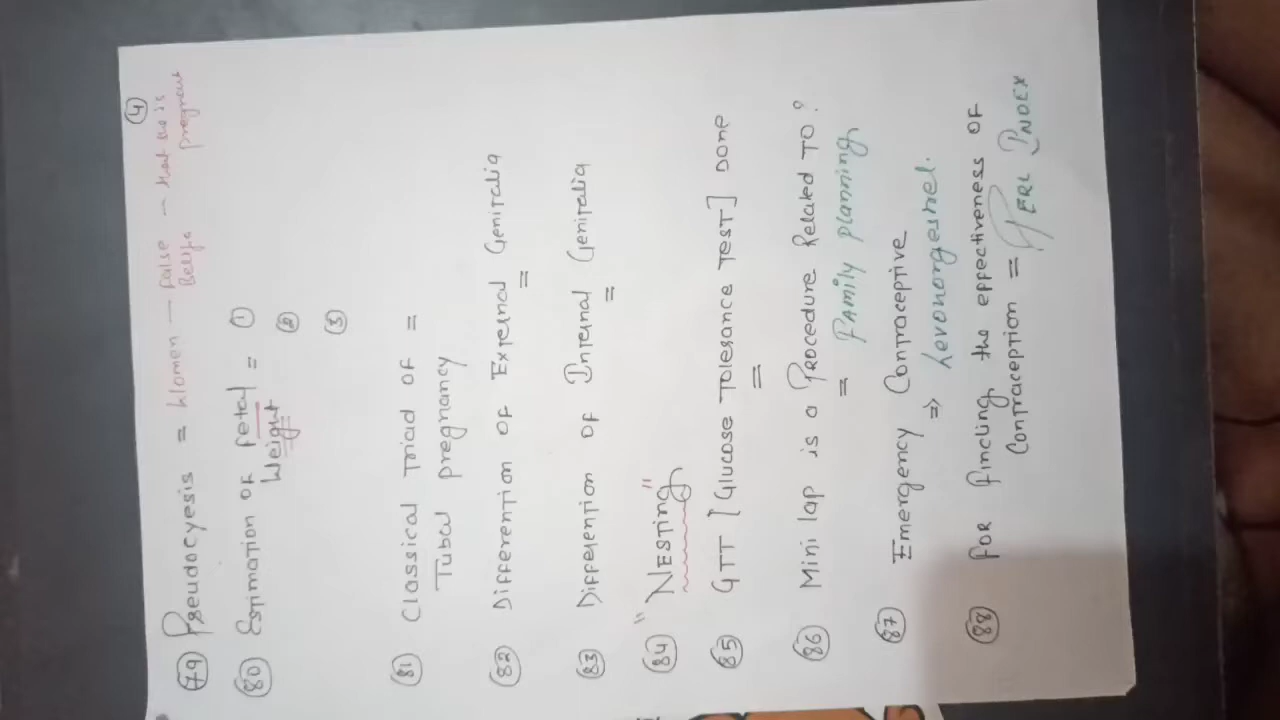 4
79 Pseudocyesis = Women — False — that she is
Belife pregnant
80 Estimation OF fetal = 1
Weight 2
3
81 Classical TRIAD OF =
Tubal pregnancy
82 Differention OF External Genitalia
=
83 Differention OF Internal Genitalia
=
84 "NESTING"
85 GTT [Glucose Tolerance Test] Done
=
86 Mini lap is a Procedure Related TO?
= Family planning
87 Emergency Contraceptive
⇒ Levonorgestrel.
88 FOR finding the effectiveness OF
Contraception = PERL INDEX